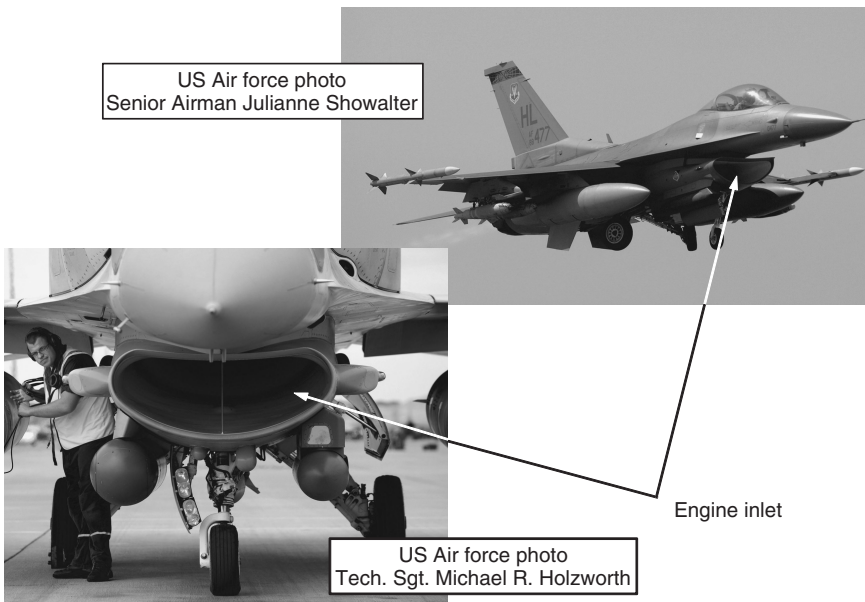 US Air force photo
Senior Airman Julianne Showalter
HL
477
US Air force photo
Tech. Sgt. Michael R. Holzworth
Engine inlet